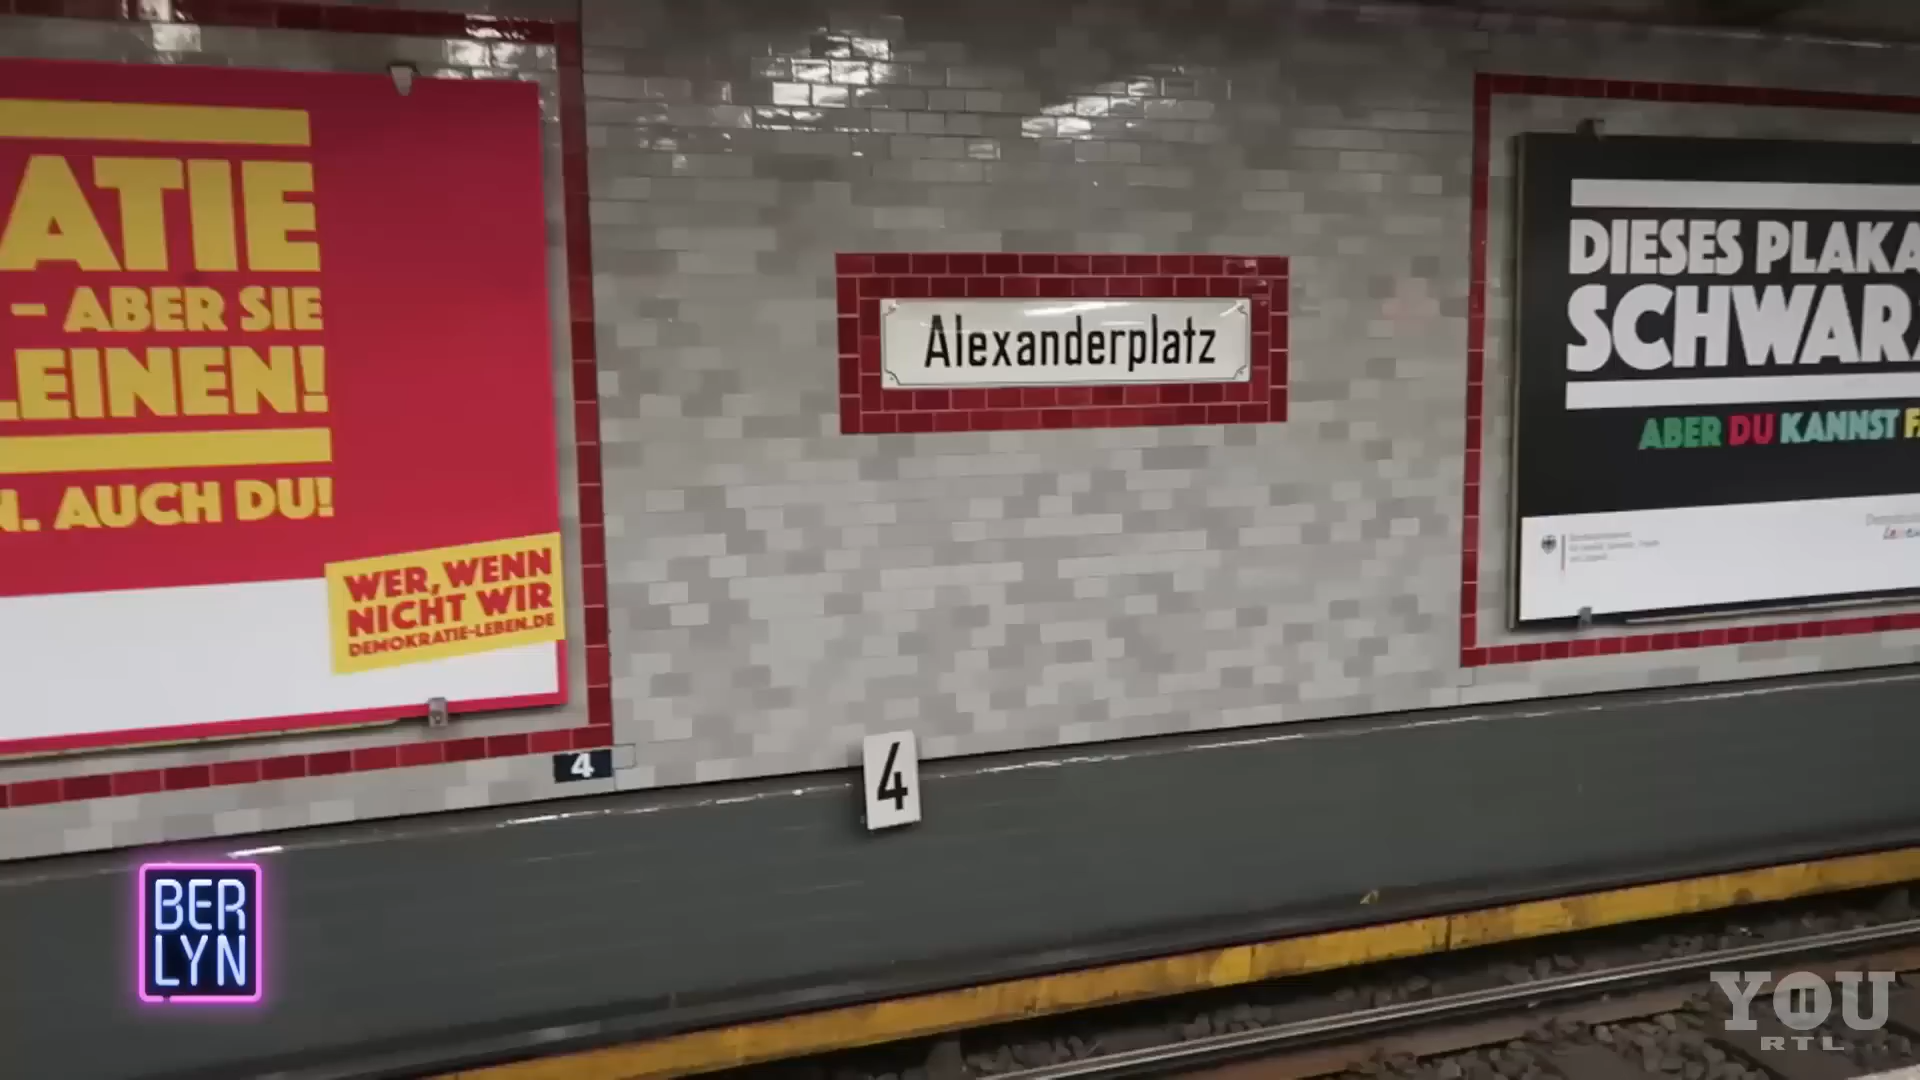 ATIE
– ABER SIE
LEINEN!
N. AUCH DU!
WER, WENN
NICHT WIR
DEMOKRATIE-LEBEN.DE
4
Alexanderplatz
4
DIESES PLAKA
SCHWAR
ABER DU KANNST FA
BER
LYN
YOU
RTL